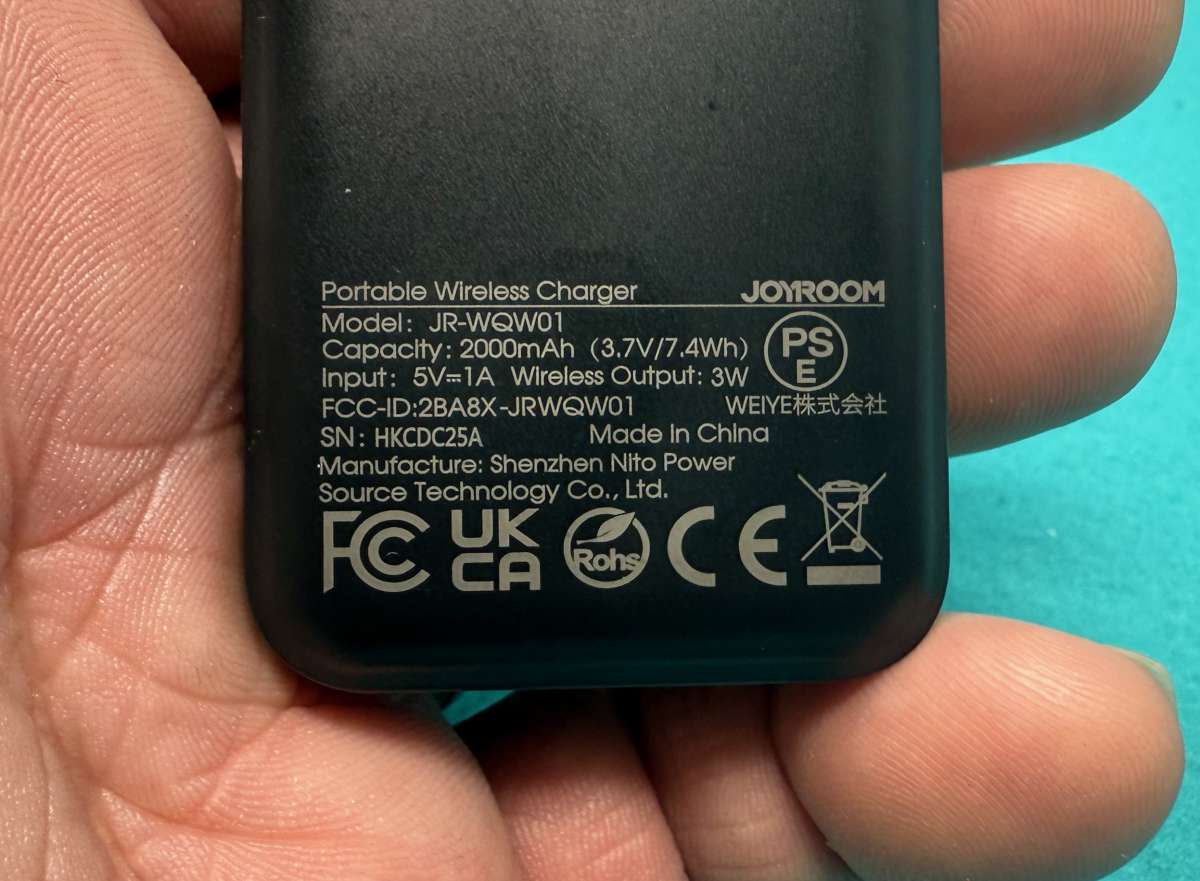 Portable Wireless Charger JOYROOM
Model: JR-WQW01
Capacity: 2000mAh (3.7V/7.4Wh)
PS
E
Input: 5V⎓1A Wireless Output: 3W
FCC-ID:2BA8X-JRWQW01 WEIYE株式会社
SN: HKCDC25A Made in China
Manufacture: Shenzhen Nito Power
Source Technology Co., Ltd.
FC UK
CA Rohs CE